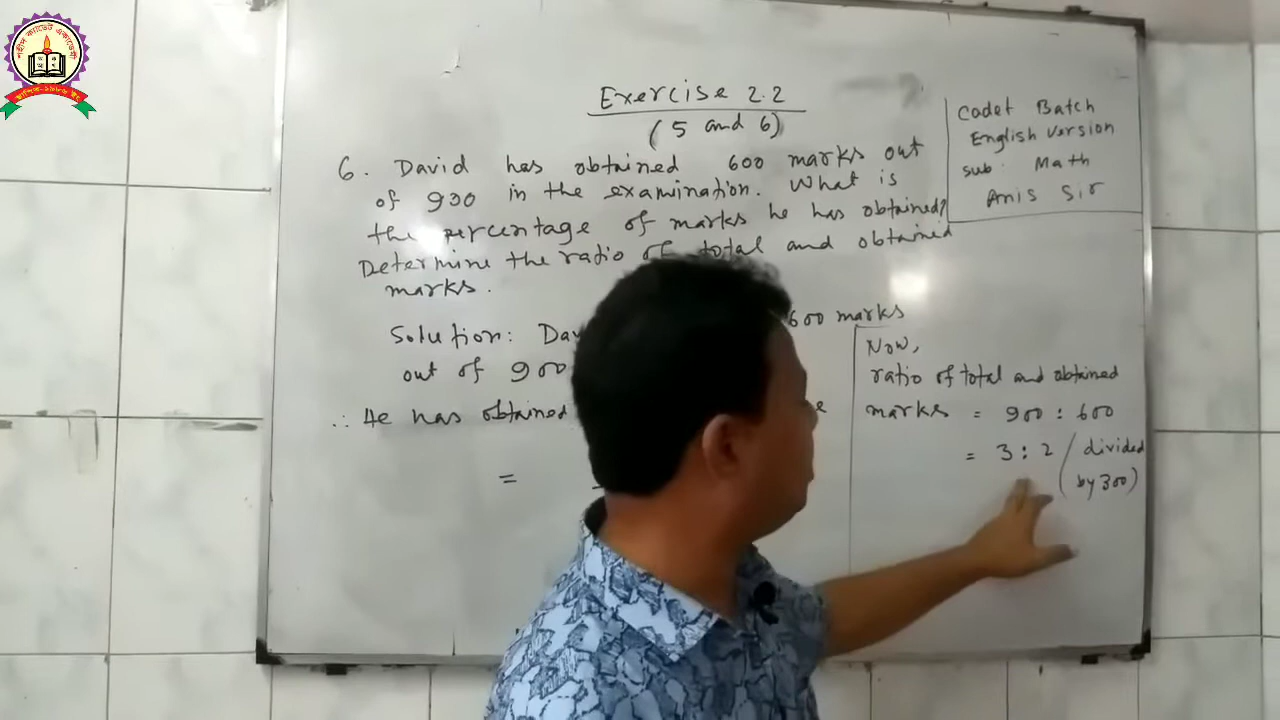 শহীদ ক্যাডেট একাডেমী
স্থাপিত-১৯৮৬ ইং
Exercise 2.2
(5 and 6)
Cadet Batch
English Version
Sub: Math
Anis Sir
6. David has obtained 600 marks out
of 900 in the examination. What is
the percentage of marks he has obtained?
Determine the ratio of total and obtained
marks.
Solution: 600 marks
out of 900
∴ He has obtained
=
Now,
ratio of total and obtained
marks = 900 : 600
= 3 : 2 (divided
by 300)